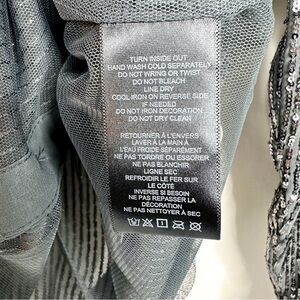 TURN INSIDE OUT
HAND WASH COLD SEPARATELY
DO NOT WRING OR TWIST
DO NOT BLEACH
LINE DRY
COOL IRON ON REVERSE SIDE
IF NEEDED
DO NOT IRON DECORATION
DO NOT DRY CLEAN
RETOURNER À L'ENVERS
LAVER À LA MAIN À
L'EAU FROIDE SÉPARÉMENT
NE PAS TORDRE OU ESSORER
NE PAS BLANCHIR
LIGNE SEC
REFROIDIR LE FER SUR
LE CÔTÉ
INVERSE SI BESOIN
NE PAS REPASSER LA
DÉCORATION
NE PAS NETTOYER À SEC